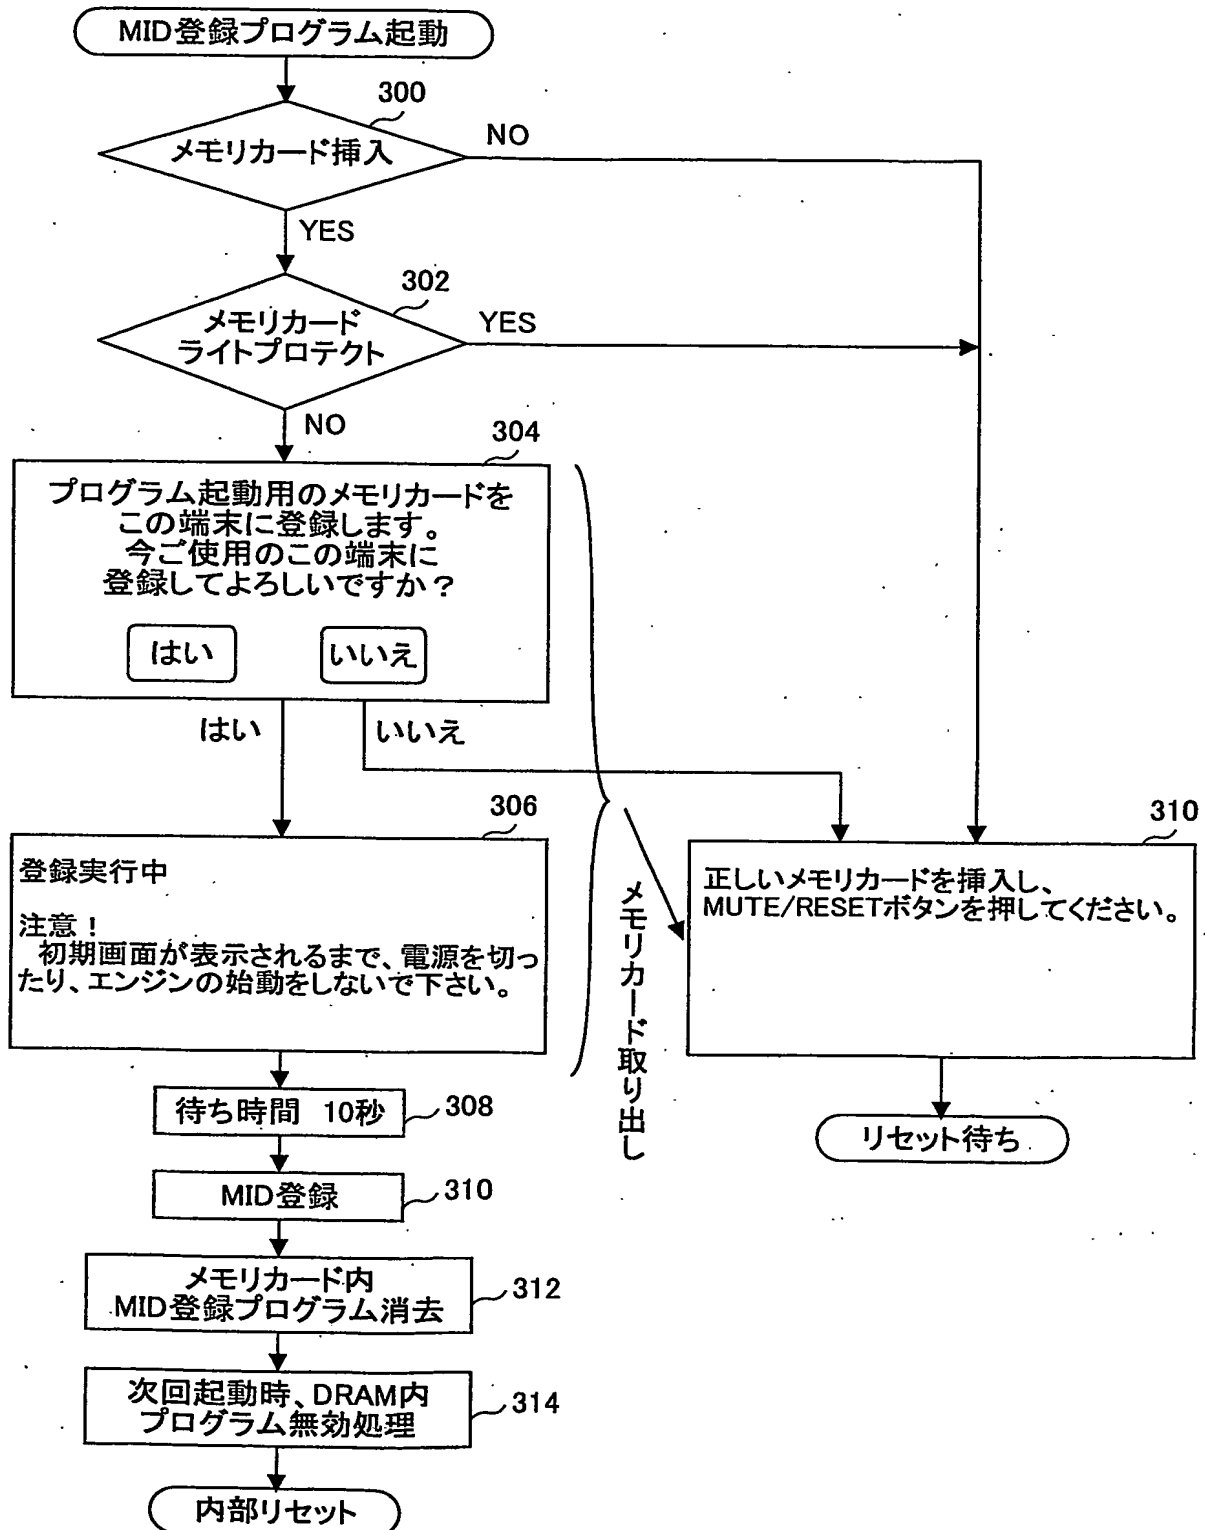 MID登録プログラム起動
300
メモリカード挿入
NO
YES
302
メモリカード
ライトプロテクト
YES
NO
304
プログラム起動用のメモリカードを
この端末に登録します。
今ご使用のこの端末に
登録してよろしいですか？
はい
いいえ
はい
いいえ
306
登録実行中
注意！
初期画面が表示されるまで、電源を切っ
たり、エンジンの始動をしないで下さい。
メモリカード取り出し
310
正しいメモリカードを挿入し、
MUTE/RESETボタンを押してください。
リセット待ち
待ち時間 10秒
308
MID登録
310
メモリカード内
MID登録プログラム消去
312
次回起動時、DRAM内
プログラム無効処理
314
内部リセット